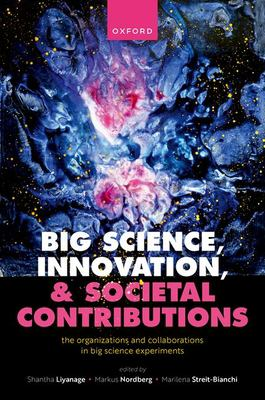 OXFORD
BIG SCIENCE,
INNOVATION,
& SOCIETAL
CONTRIBUTIONS
the organizations and collaborations
in big science experiments
edited by
Shantha Liyanage • Markus Nordberg • Marilena Streit-Bianchi